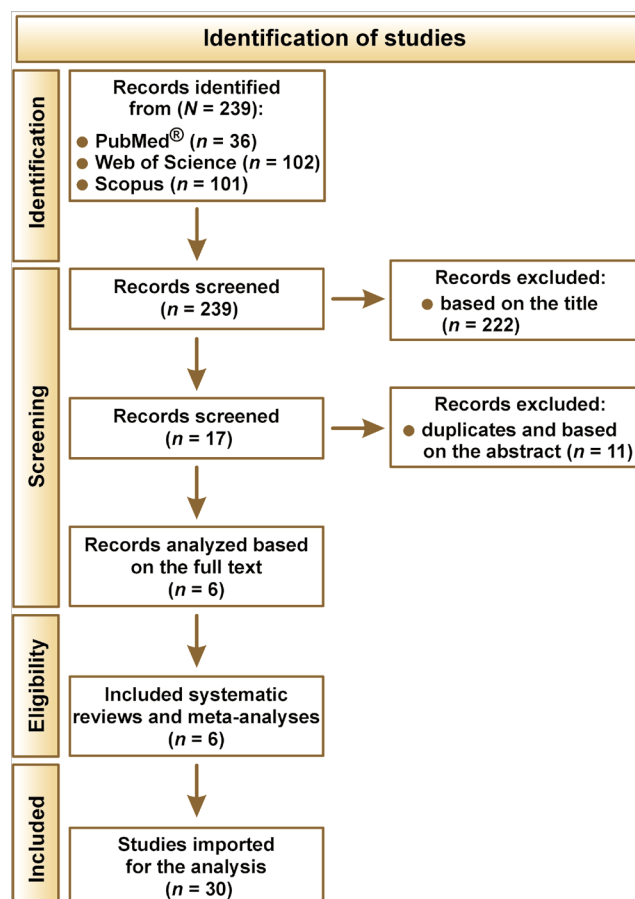 Identification of studies
Identification
Records identified
from (N = 239):
● PubMed® (n = 36)
● Web of Science (n = 102)
● Scopus (n = 101)
Screening
Records screened
(n = 239)
Records excluded:
● based on the title
(n = 222)
Records screened
(n = 17)
Records excluded:
● duplicates and based
on the abstract (n = 11)
Records analyzed based
on the full text
(n = 6)
Eligibility
Included systematic
reviews and meta-analyses
(n = 6)
Included
Studies imported
for the analysis
(n = 30)